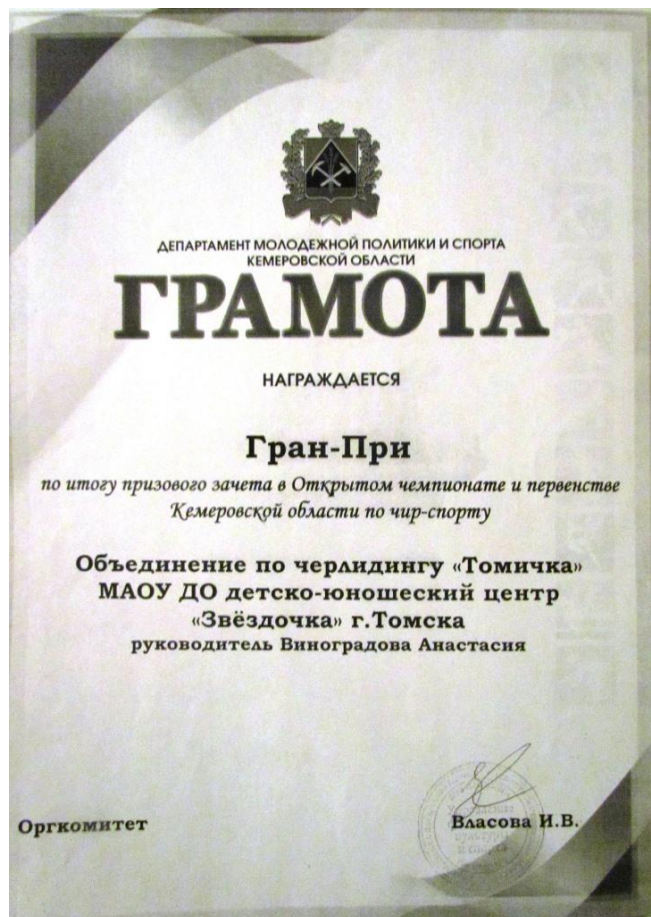 ДЕПАРТАМЕНТ МОЛОДЕЖНОЙ ПОЛИТИКИ И СПОРТА
КЕМЕРОВСКОЙ ОБЛАСТИ
ГРАМОТА
НАГРАЖДАЕТСЯ
Гран-При
по итогу призового зачета в Открытом чемпионате и первенстве
Кемеровской области по чир-спорту
Объединение по черлидингу «Томичка»
МАОУ ДО детско-юношеский центр
«Звёздочка» г.Томска
руководитель Виноградова Анастасия
Оргкомитет
Власова И.В.